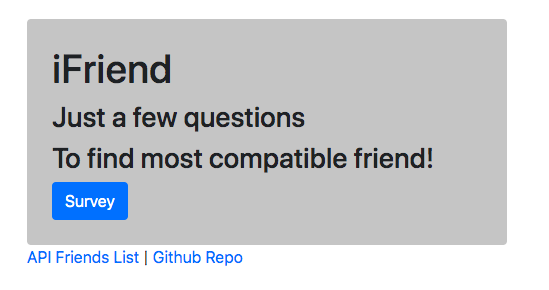 iFriend
Just a few questions
To find most compatible friend!
Survey
API Friends List | Github Repo